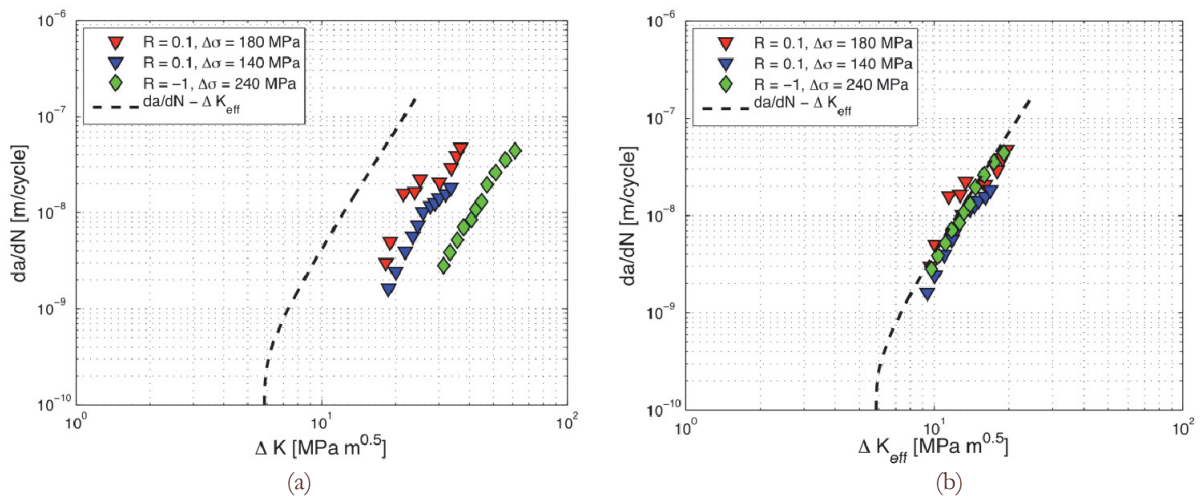 10⁻⁶
10⁻⁷
10⁻⁸
10⁻⁹
10⁻¹⁰
da/dN [m/cycle]
R = 0.1, Δσ = 180 MPa
R = 0.1, Δσ = 140 MPa
R = −1, Δσ = 240 MPa
da/dN − Δ K_eff
10⁰
10¹
10²
Δ K [MPa m^0.5]
(a)
10⁻⁶
10⁻⁷
10⁻⁸
10⁻⁹
10⁻¹⁰
da/dN [m/cycle]
R = 0.1, Δσ = 180 MPa
R = 0.1, Δσ = 140 MPa
R = −1, Δσ = 240 MPa
da/dN − Δ K_eff
10⁰
10¹
10²
Δ K_eff [MPa m^0.5]
(b)